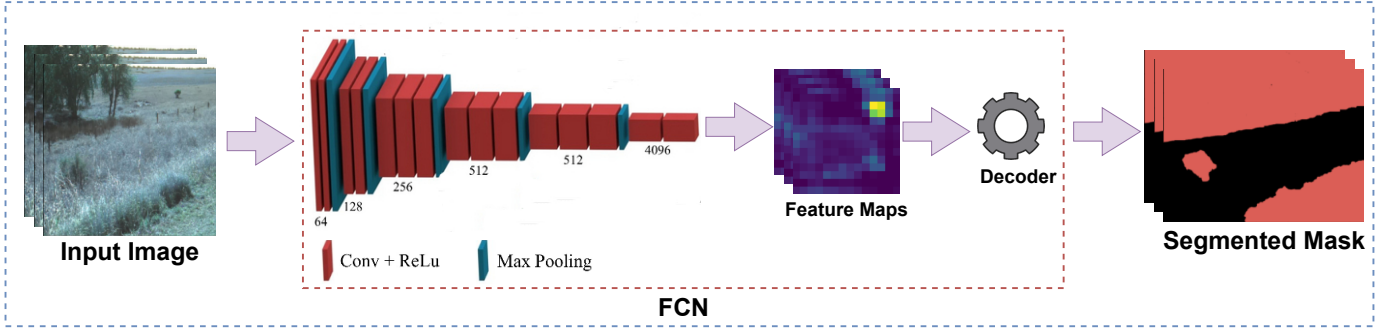 Input Image
64
128
256
512
512
4096
Conv + ReLu
Max Pooling
Feature Maps
Decoder
Segmented Mask
FCN